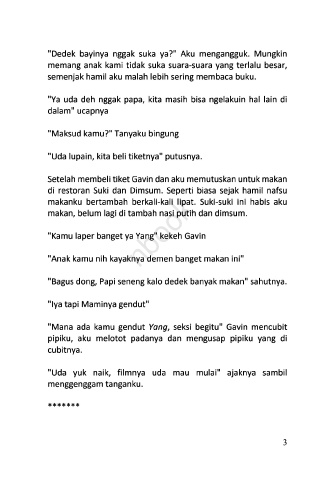 "Dedek bayinya nggak suka ya?" Aku mengangguk. Mungkin
memang anak kami tidak suka suara-suara yang terlalu besar,
semenjak hamil aku malah lebih sering membaca buku.
"Ya uda deh nggak papa, kita masih bisa ngelakuin hal lain di
dalam" ucapnya
"Maksud kamu?" Tanyaku bingung
"Uda lupain, kita beli tiketnya" putusnya.
Setelah membeli tiket Gavin dan aku memutuskan untuk makan
di restoran Suki dan Dimsum. Seperti biasa sejak hamil nafsu
makanku bertambah berkali-kali lipat. Suki-suki ini habis aku
makan, belum lagi di tambah nasi putih dan dimsum.
"Kamu laper banget ya Yang" kekeh Gavin
"Anak kamu nih kayaknya demen banget makan ini"
"Bagus dong, Papi seneng kalo dedek banyak makan" sahutnya.
"Iya tapi Maminya gendut"
"Mana ada kamu gendut Yang, seksi begitu" Gavin mencubit
pipiku, aku melotot padanya dan mengusap pipiku yang di
cubitnya.
"Uda yuk naik, filmnya uda mau mulai" ajaknya sambil
menggenggam tanganku.
*******
3